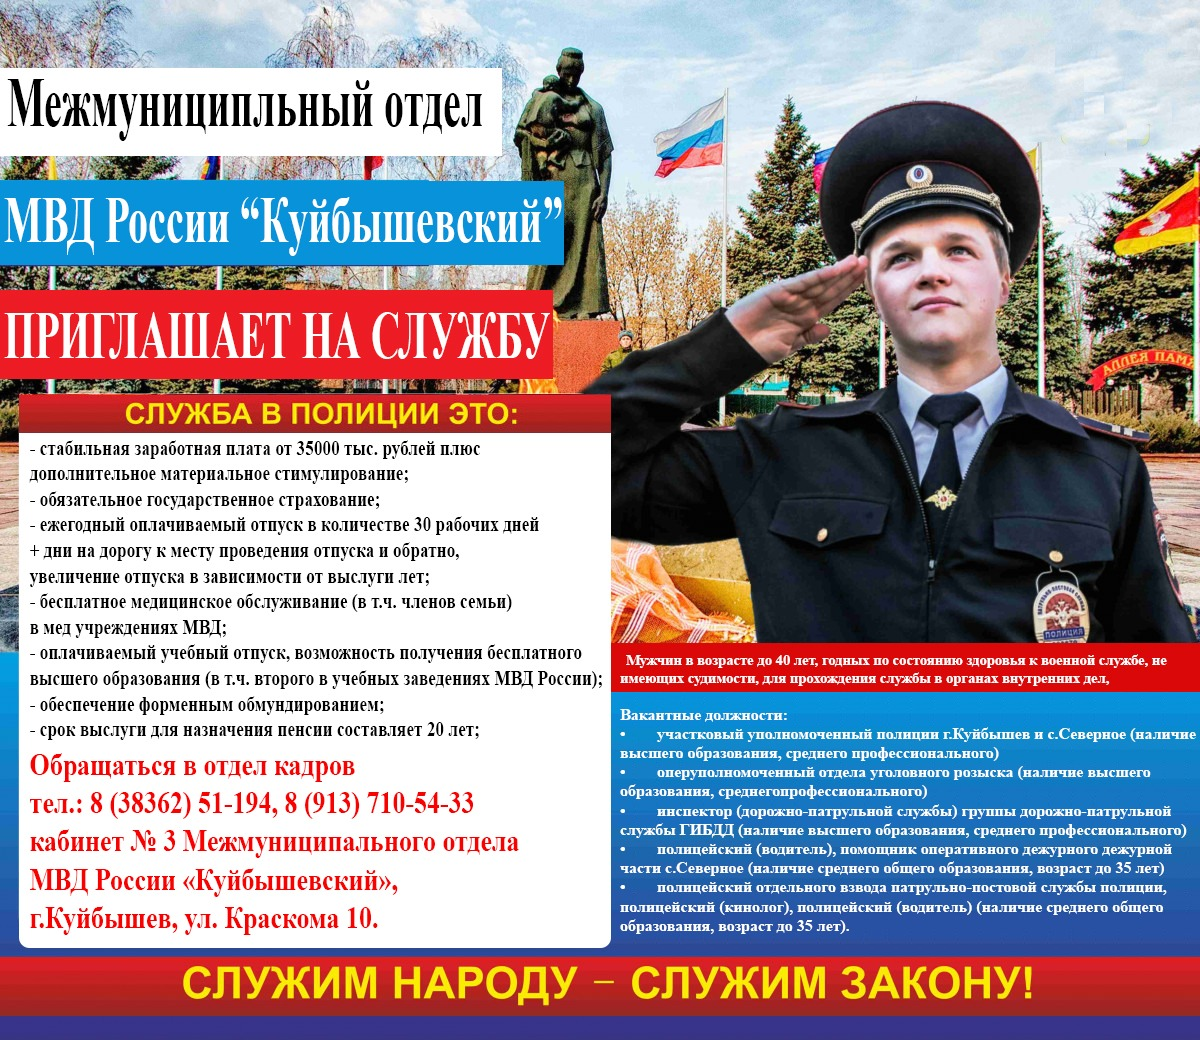 Межмуниципльный отдел
МВД России “Куйбышевский”
ПРИГЛАШАЕТ НА СЛУЖБУ
СЛУЖБА В ПОЛИЦИИ ЭТО:
- стабильная заработная плата от 35000 тыс. рублей плюс
дополнительное материальное стимулирование;
- обязательное государственное страхование;
- ежегодный оплачиваемый отпуск в количестве 30 рабочих дней
+ дни на дорогу к месту проведения отпуска и обратно,
увеличение отпуска в зависимости от выслуги лет;
- бесплатное медицинское обслуживание (в т.ч. членов семьи)
в мед учреждениях МВД;
- оплачиваемый учебный отпуск, возможность получения бесплатного
высшего образования (в т.ч. второго в учебных заведениях МВД России);
- обеспечение форменным обмундированием;
- срок выслуги для назначения пенсии составляет 20 лет;
Обращаться в отдел кадров
тел.: 8 (38362) 51-194, 8 (913) 710-54-33
кабинет № 3 Межмуниципального отдела
МВД России «Куйбышевский»,
г.Куйбышев, ул. Краскома 10.
АЛЛЕЯ ПАМЯ
ПАТРУЛЬНО-ПОСТОВАЯ СЛУЖБА
ПОЛИЦИЯ
Мужчин в возрасте до 40 лет, годных по состоянию здоровья к военной службе, не
имеющих судимости, для прохождения службы в органах внутренних дел,
Вакантные должности:
• участковый уполномоченный полиции г.Куйбышев и с.Северное (наличие
высшего образования, среднего профессионального)
• оперуполномоченный отдела уголовного розыска (наличие высшего
образования, среднегопрофессионального)
• инспектор (дорожно-патрульной службы) группы дорожно-патрульной
службы ГИБДД (наличие высшего образования, среднего профессионального)
• полицейский (водитель), помощник оперативного дежурного дежурной
части с.Северное (наличие среднего общего образования, возраст до 35 лет)
• полицейский отдельного взвода патрульно-постовой службы полиции,
полицейский (кинолог), полицейский (водитель) (наличие среднего общего
образования, возраст до 35 лет).
СЛУЖИМ НАРОДУ – СЛУЖИМ ЗАКОНУ!